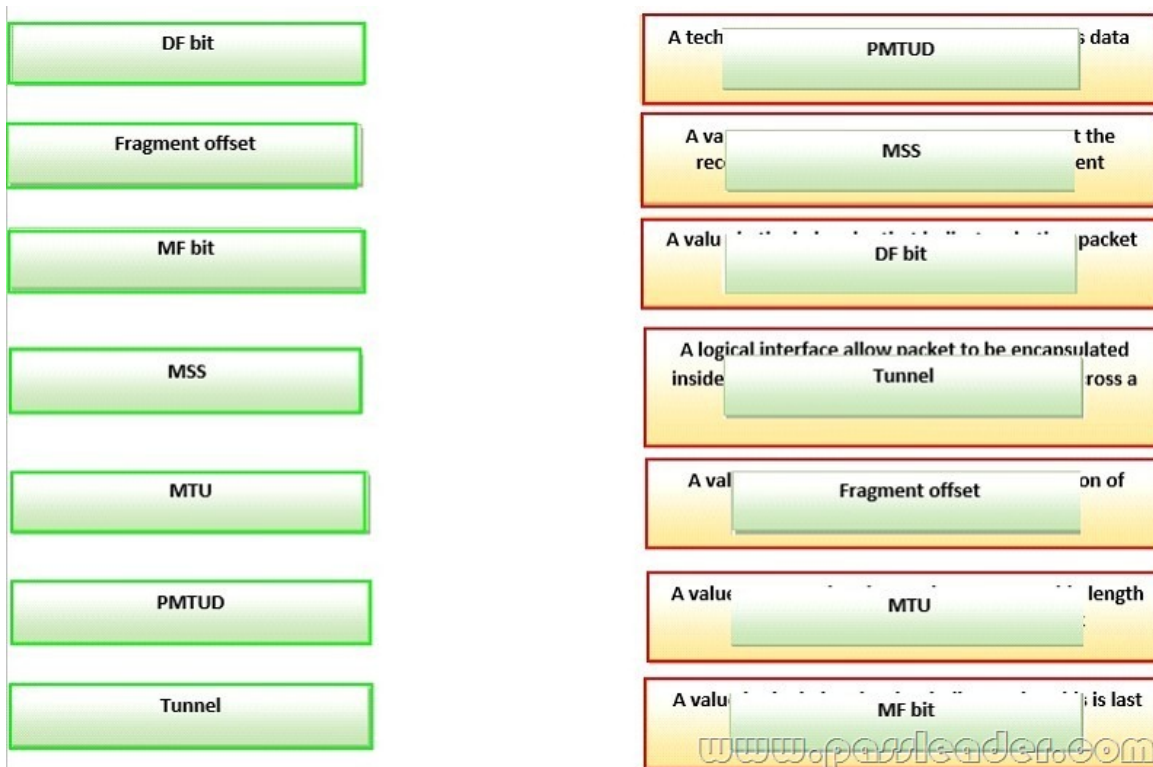 DF bit
Fragment offset
MF bit
MSS
MTU
PMTUD
Tunnel
A tech s data
PMTUD
A va t the
MSS
rec ent
A valu packet
DF bit
A logical interface allow packet to be encapsulated
inside Tunnel ross a
A val on of
Fragment offset
A value length
MTU
A valu is last
MF bit
www.passleader.com